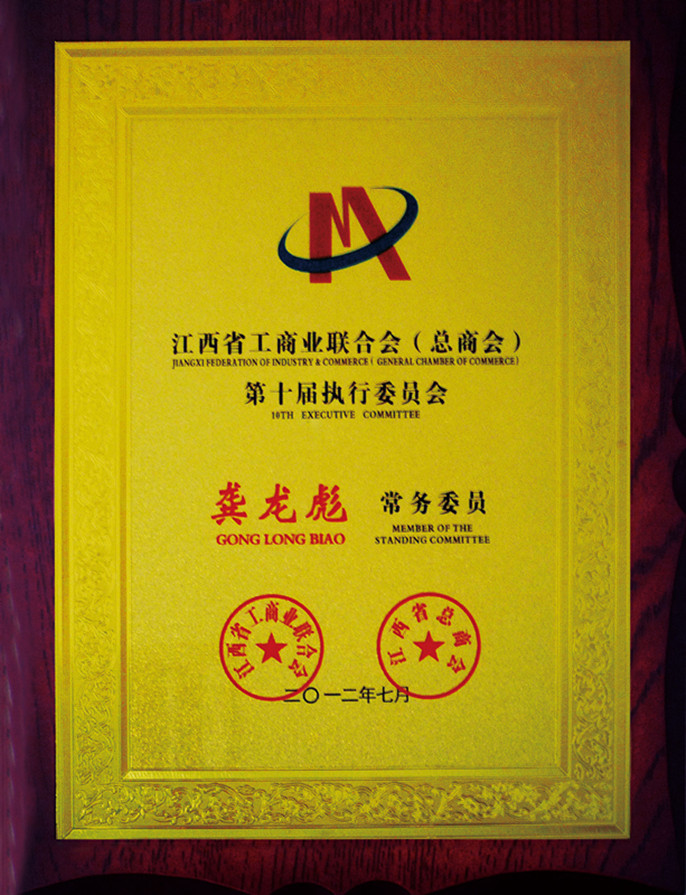 江西省工商业联合会（总商会）
JIANGXI FEDERATION OF INDUSTRY & COMMERCE ( GENERAL CHAMBER OF COMMERCE)
第十届执行委员会
10TH EXECUTIVE COMMITTEE
龚龙彪 常务委员
GONG LONG BIAO MEMBER OF THE
STANDING COMMITTEE
江西省工商业联合会
江西省总商会
二〇一二年七月